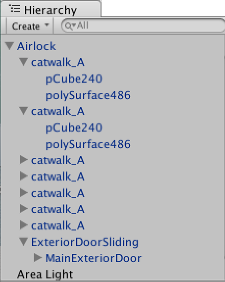 Hierarchy
Create All
Airlock
catwalk_A
pCube240
polySurface486
catwalk_A
pCube240
polySurface486
catwalk_A
catwalk_A
catwalk_A
catwalk_A
catwalk_A
ExteriorDoorSliding
MainExteriorDoor
Area Light